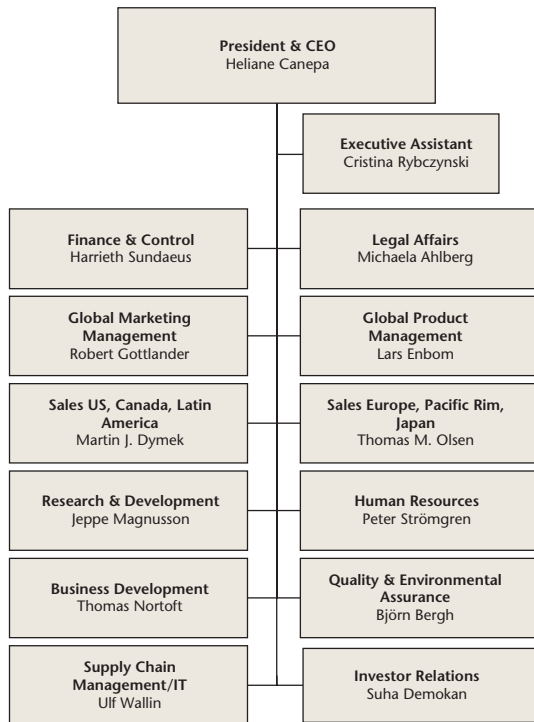 President & CEO
Heliane Canepa
Executive Assistant
Cristina Rybczynski
Finance & Control
Harrieth Sundaeus
Legal Affairs
Michaela Ahlberg
Global Marketing
Management
Robert Gottlander
Global Product
Management
Lars Enbom
Sales US, Canada, Latin
America
Martin J. Dymek
Sales Europe, Pacific Rim,
Japan
Thomas M. Olsen
Research & Development
Jeppe Magnusson
Human Resources
Peter Strömgren
Business Development
Thomas Nortoft
Quality & Environmental
Assurance
Björn Bergh
Supply Chain
Management/IT
Ulf Wallin
Investor Relations
Suha Demokan